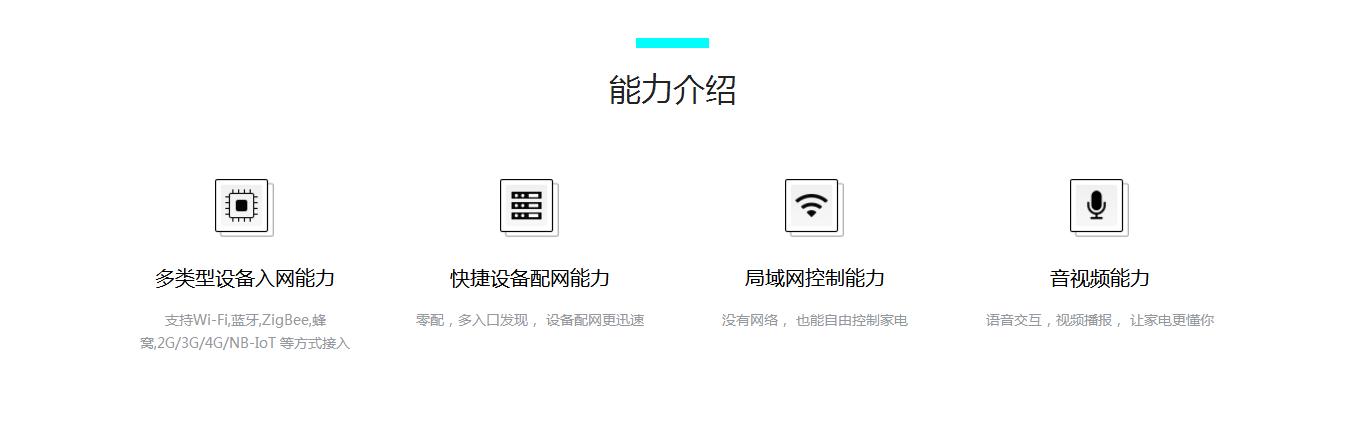 能力介绍
多类型设备入网能力
支持Wi-Fi,蓝牙,ZigBee,蜂
窝,2G/3G/4G/NB-IoT 等方式接入
快捷设备配网能力
零配，多入口发现， 设备配网更迅速
局域网控制能力
没有网络， 也能自由控制家电
音视频能力
语音交互，视频播报， 让家电更懂你